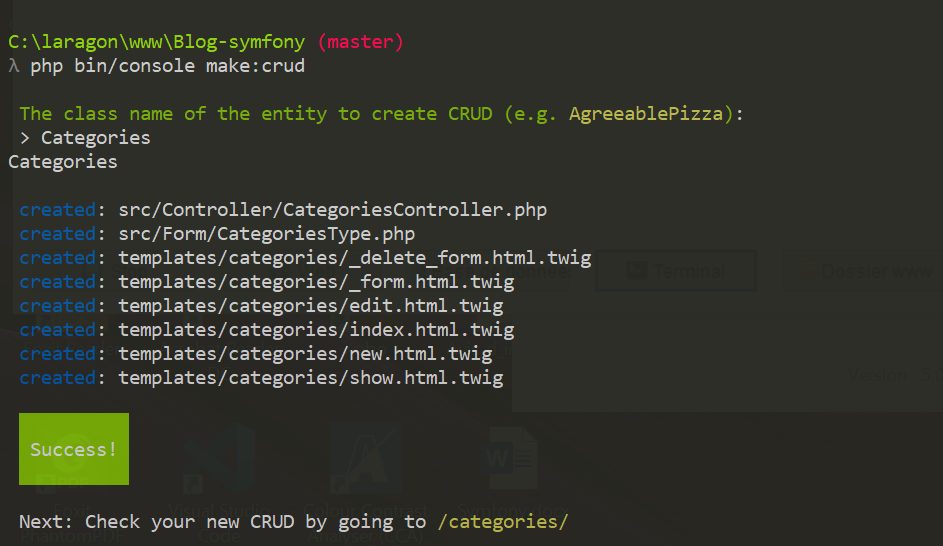 C:\laragon\www\Blog-symfony (master)
λ php bin/console make:crud
The class name of the entity to create CRUD (e.g. AgreeablePizza):
> Categories
Categories
created: src/Controller/CategoriesController.php
created: src/Form/CategoriesType.php
created: templates/categories/_delete_form.html.twig
created: templates/categories/_form.html.twig
created: templates/categories/edit.html.twig
created: templates/categories/index.html.twig
created: templates/categories/new.html.twig
created: templates/categories/show.html.twig
Terminal
Dossier www
Version
Success!
Next: Check your new CRUD by going to /categories/